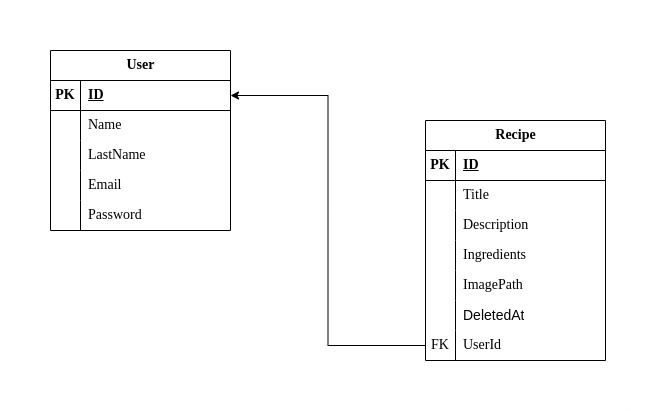 User
PK ID
Name
LastName
Email
Password
Recipe
PK ID
Title
Description
Ingredients
ImagePath
DeletedAt
FK UserId